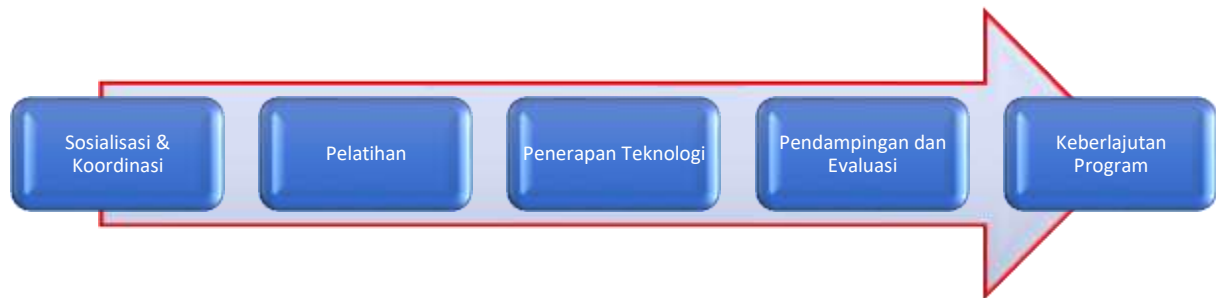 Sosialisasi &
Koordinasi
Pelatihan
Penerapan Teknologi
Pendampingan dan
Evaluasi
Keberlajutan
Program